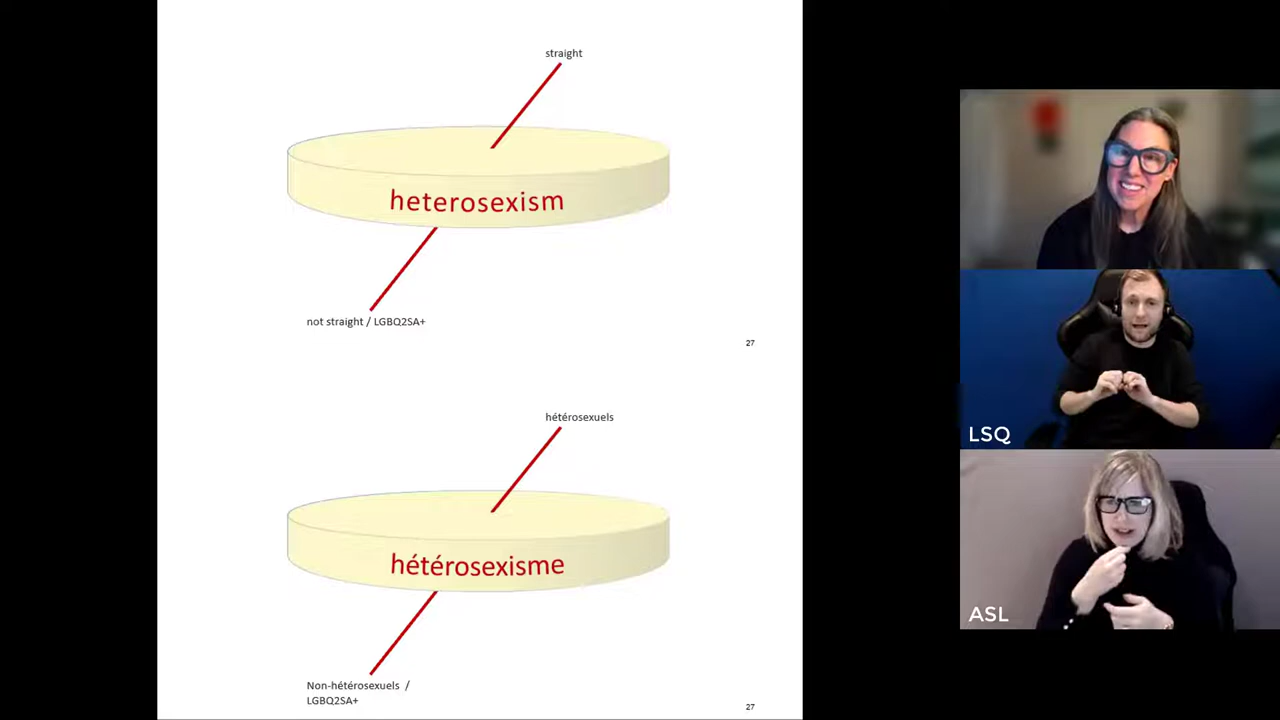 straight
heterosexism
not straight / LGBQ2SA+
27
hétérosexuels
hétérosexisme
Non-hétérosexuels /
LGBQ2SA+
27
LSQ
ASL